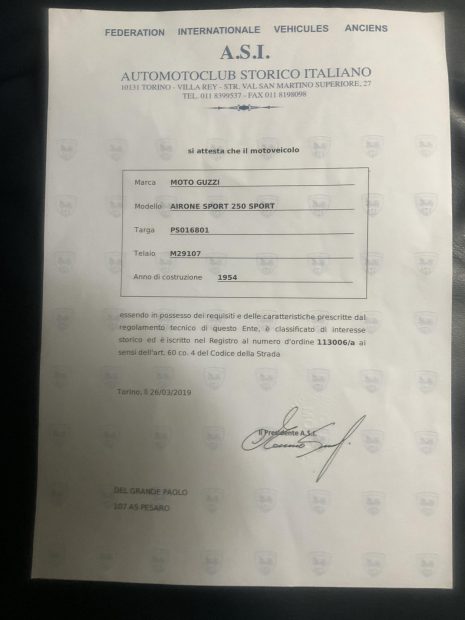 FEDERATION INTERNATIONALE VEHICULES ANCIENS
A.S.I.
AUTOMOTOCLUB STORICO ITALIANO
10131 TORINO - VILLA REY - STR. VAL SAN MARTINO SUPERIORE, 27
TEL. 011 8399537 - FAX 011 8198098
si attesta che il motoveicolo
Marca MOTO GUZZI
Modello AIRONE SPORT 250 SPORT
Targa PS016801
Telaio M29107
Anno di costruzione 1954
essendo in possesso dei requisiti e delle caratteristiche prescritte dal
regolamento tecnico di questo Ente, è classificato di interesse
storico ed è iscritto nel Registro al numero d'ordine 113006/a ai
sensi dell'art. 60 co. 4 del Codice della Strada
Torino, lì 26/03/2019
Il Presidente A.S.I.
DEL GRANDE PAOLO
107 AS PESARO